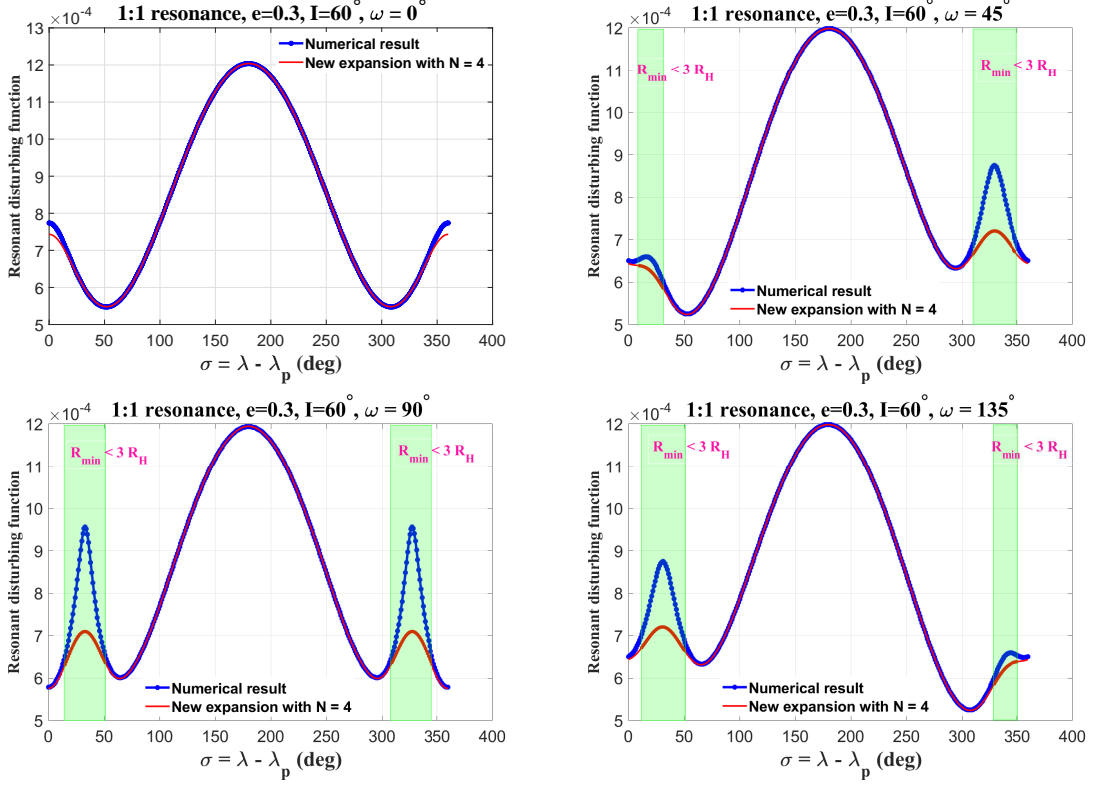 1:1 resonance, e=0.3, I=60°, ω = 0°
×10⁻⁴
13
12
11
10
9
8
7
6
5
Resonant disturbing function
Numerical result
New expansion with N = 4
0 50 100 150 200 250 300 350 400
σ = λ - λp (deg)
1:1 resonance, e=0.3, I=60°, ω = 45°
×10⁻⁴
12
11
10
9
8
7
6
5
Resonant disturbing function
Rmin < 3 RH
Rmin < 3 RH
Numerical result
New expansion with N = 4
0 50 100 150 200 250 300 350 400
σ = λ - λp (deg)
1:1 resonance, e=0.3, I=60°, ω = 90°
×10⁻⁴
12
11
10
9
8
7
6
5
Resonant disturbing function
Rmin < 3 RH
Rmin < 3 RH
Numerical result
New expansion with N = 4
0 50 100 150 200 250 300 350 400
σ = λ - λp (deg)
1:1 resonance, e=0.3, I=60°, ω = 135°
×10⁻⁴
12
11
10
9
8
7
6
5
Resonant disturbing function
Rmin < 3 RH
Rmin < 3 RH
Numerical result
New expansion with N = 4
0 50 100 150 200 250 300 350 400
σ = λ - λp (deg)